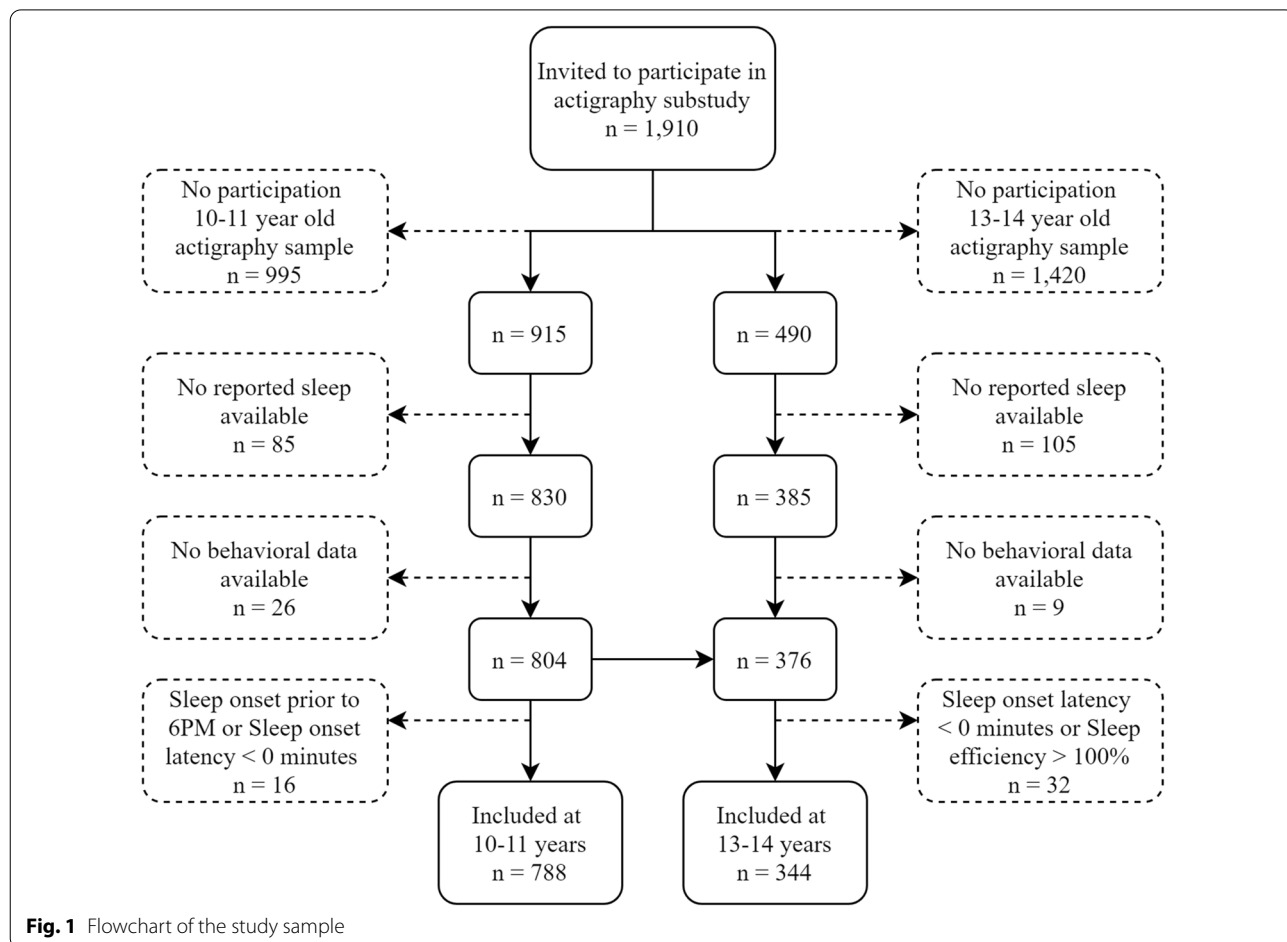 Invited to participate in
actigraphy substudy
n = 1,910
No participation
10-11 year old
actigraphy sample
n = 995
No participation
13-14 year old
actigraphy sample
n = 1,420
n = 915
n = 490
No reported sleep
available
n = 85
No reported sleep
available
n = 105
n = 830
n = 385
No behavioral data
available
n = 26
No behavioral data
available
n = 9
n = 804
n = 376
Sleep onset prior to
6PM or Sleep onset
latency < 0 minutes
n = 16
Sleep onset latency
< 0 minutes or Sleep
efficiency > 100%
n = 32
Included at
10-11 years
n = 788
Included at
13-14 years
n = 344
Fig. 1 Flowchart of the study sample